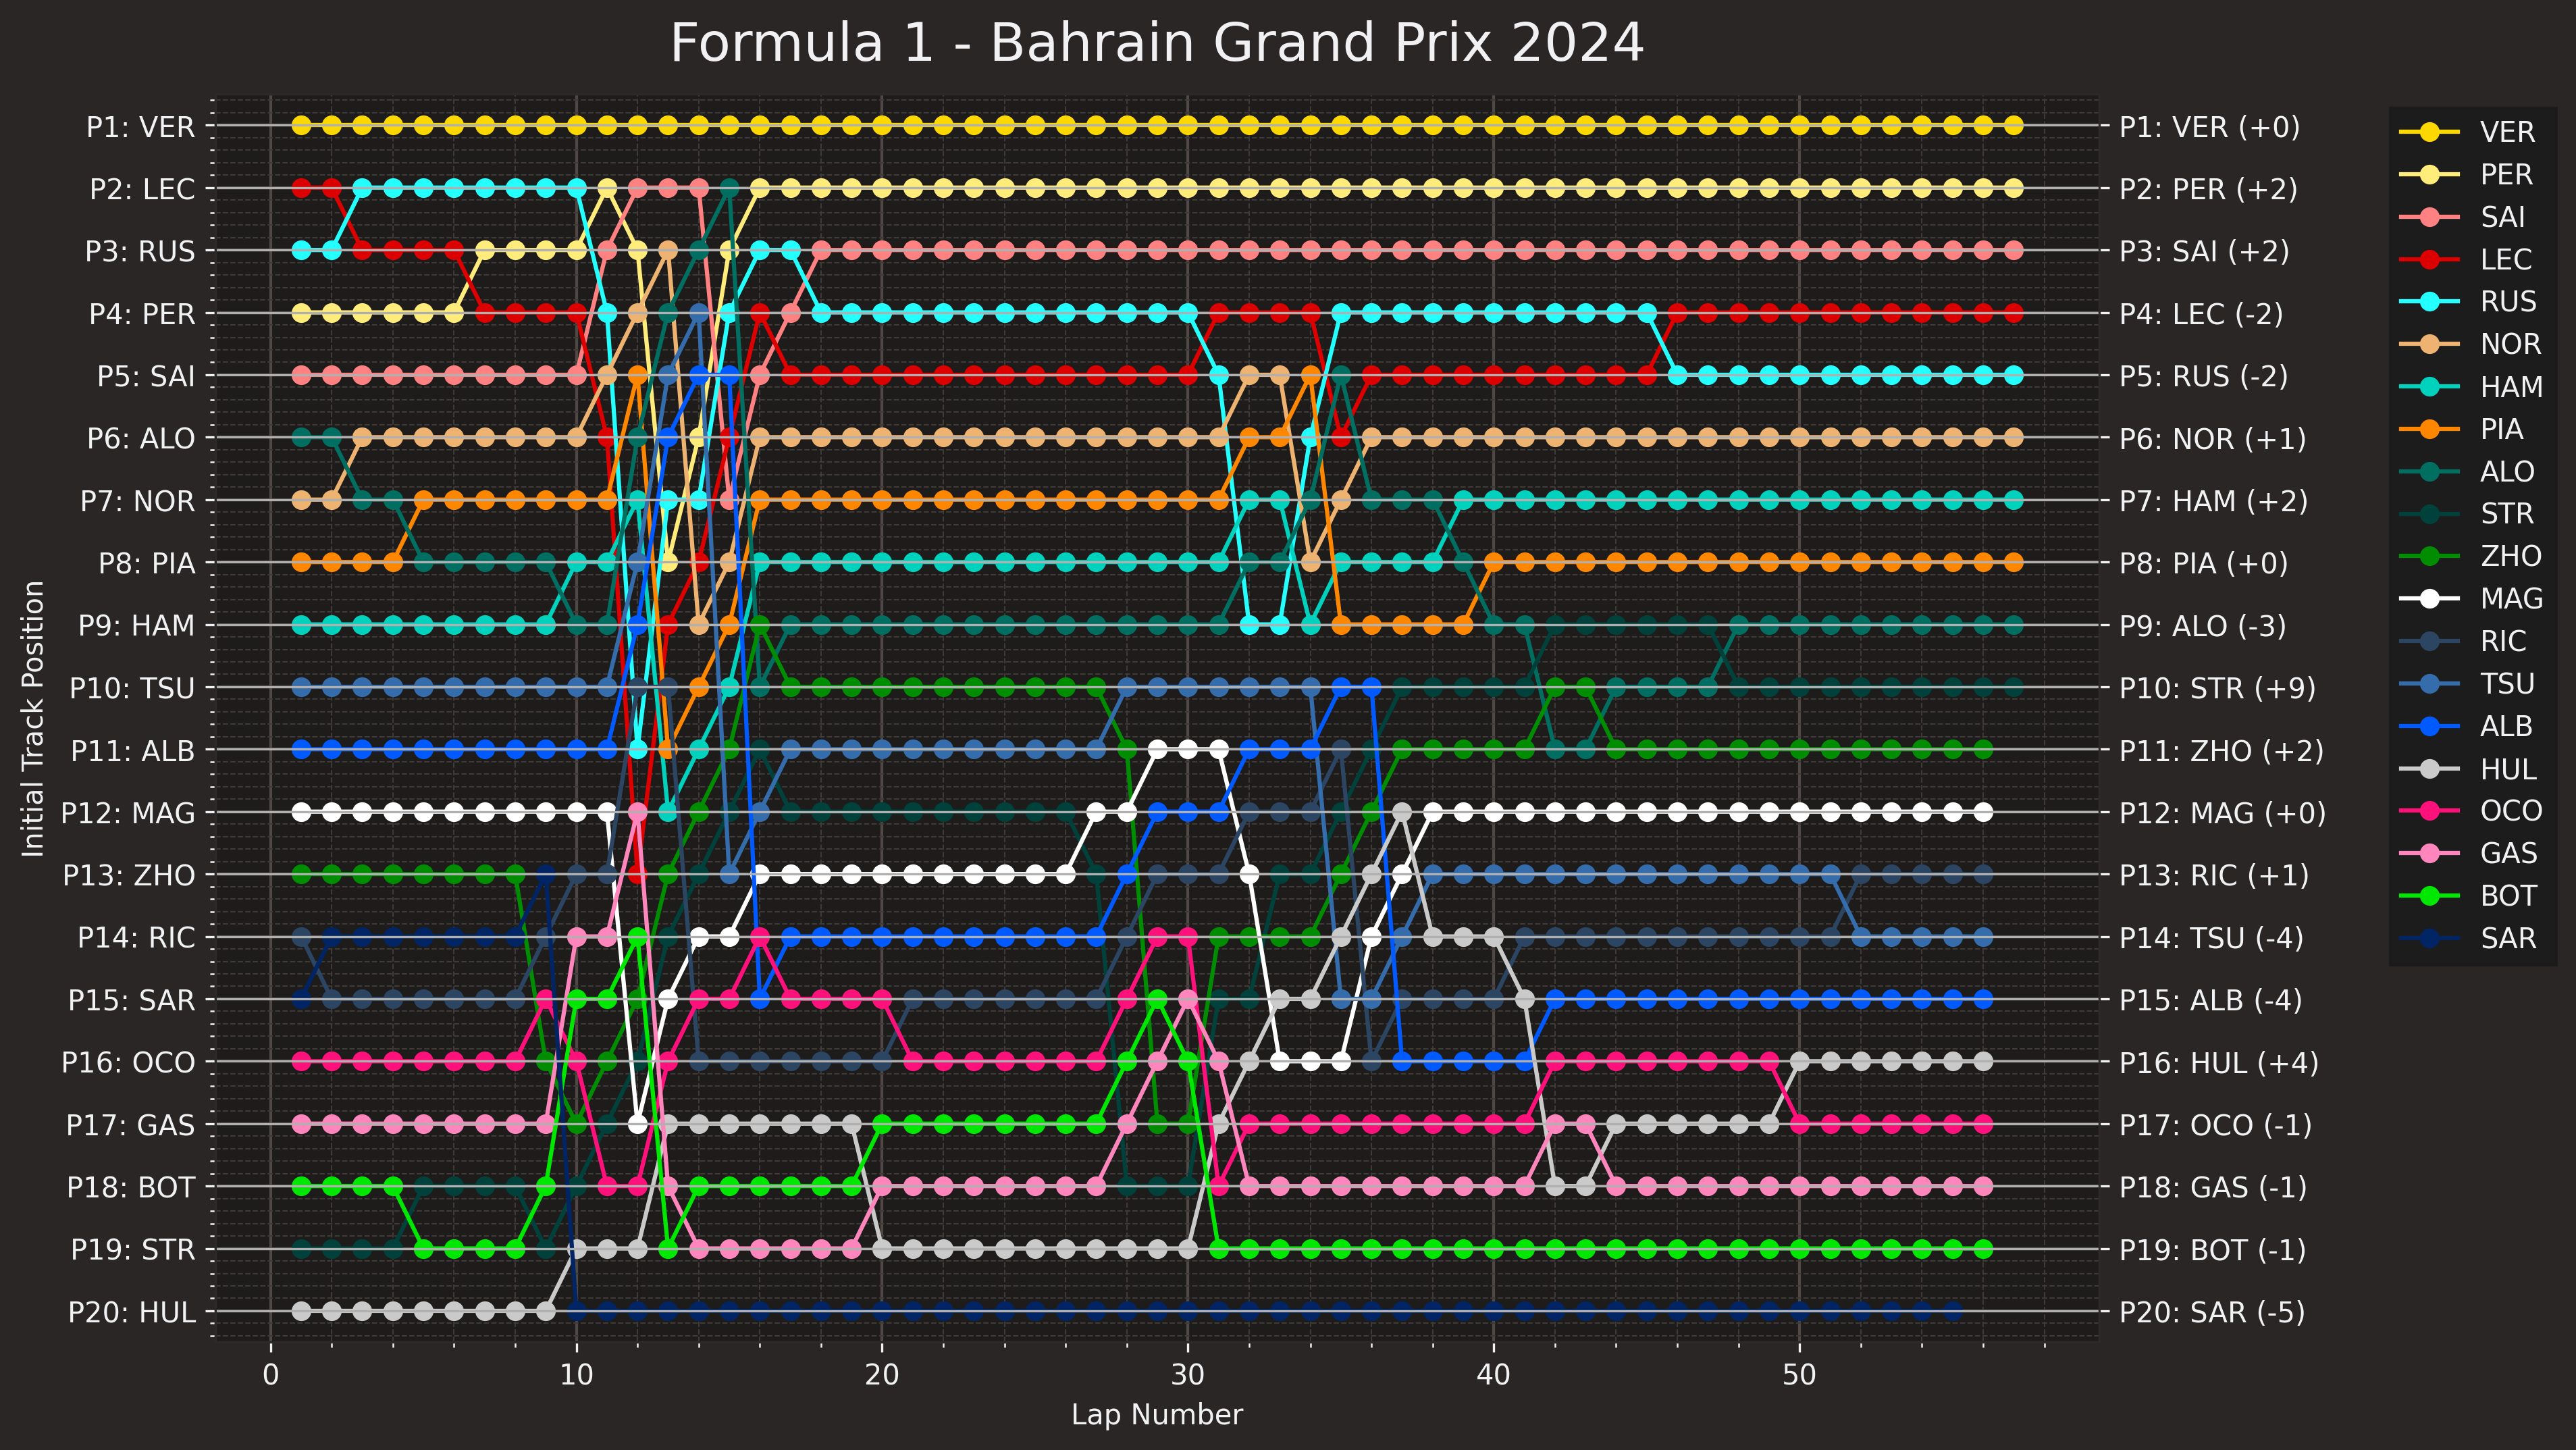 Formula 1 - Bahrain Grand Prix 2024
Initial Track Position
P1: VER
P2: LEC
P3: RUS
P4: PER
P5: SAI
P6: ALO
P7: NOR
P8: PIA
P9: HAM
P10: TSU
P11: ALB
P12: MAG
P13: ZHO
P14: RIC
P15: SAR
P16: OCO
P17: GAS
P18: BOT
P19: STR
P20: HUL
P1: VER (+0)
P2: PER (+2)
P3: SAI (+2)
P4: LEC (-2)
P5: RUS (-2)
P6: NOR (+1)
P7: HAM (+2)
P8: PIA (+0)
P9: ALO (-3)
P10: STR (+9)
P11: ZHO (+2)
P12: MAG (+0)
P13: RIC (+1)
P14: TSU (-4)
P15: ALB (-4)
P16: HUL (+4)
P17: OCO (-1)
P18: GAS (-1)
P19: BOT (-1)
P20: SAR (-5)
VER
PER
SAI
LEC
RUS
NOR
HAM
PIA
ALO
STR
ZHO
MAG
RIC
TSU
ALB
HUL
OCO
GAS
BOT
SAR
0 10 20 30 40 50
Lap Number